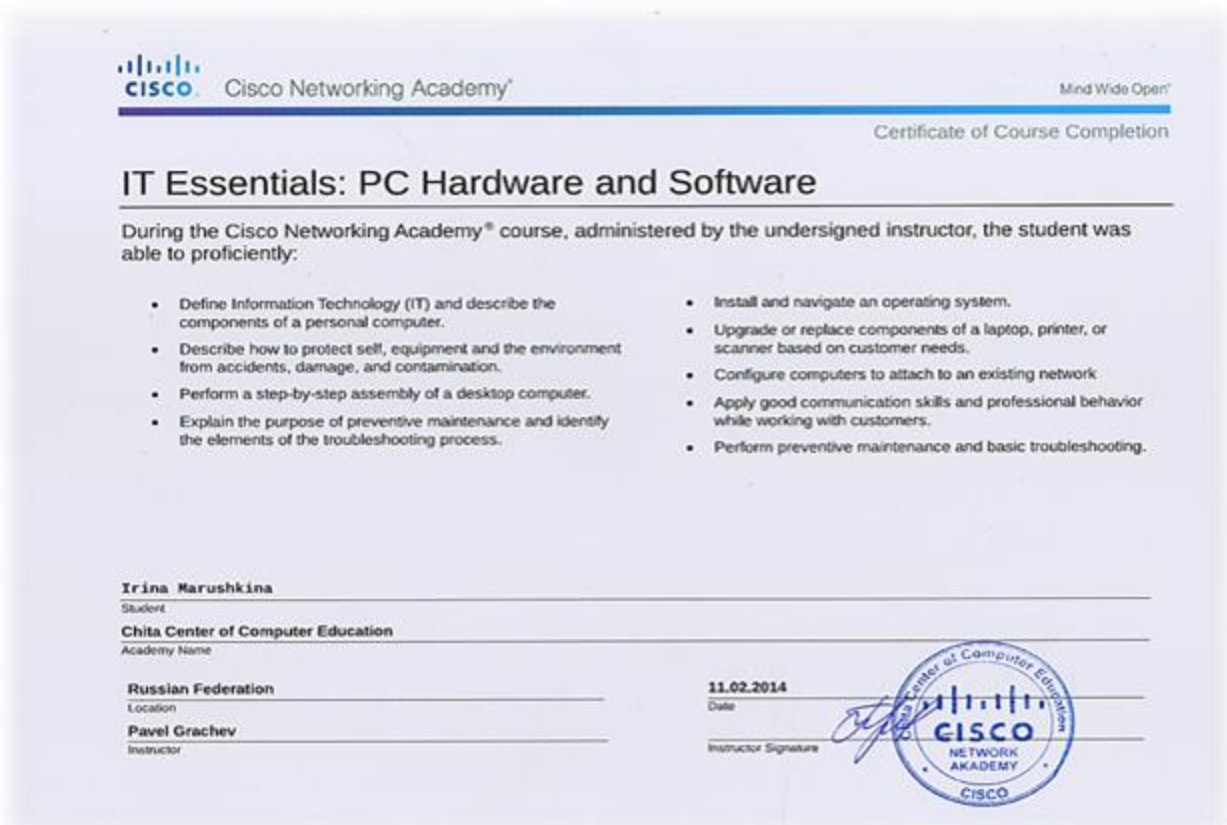 CISCO Cisco Networking Academy®
Mind Wide Open®
Certificate of Course Completion
IT Essentials: PC Hardware and Software
During the Cisco Networking Academy® course, administered by the undersigned instructor, the student was
able to proficiently:
• Define Information Technology (IT) and describe the
components of a personal computer.
• Describe how to protect self, equipment and the environment
from accidents, damage, and contamination.
• Perform a step-by-step assembly of a desktop computer.
• Explain the purpose of preventive maintenance and identify
the elements of the troubleshooting process.
• Install and navigate an operating system.
• Upgrade or replace components of a laptop, printer, or
scanner based on customer needs.
• Configure computers to attach to an existing network
• Apply good communication skills and professional behavior
while working with customers.
• Perform preventive maintenance and basic troubleshooting.
Irina Marushkina
Student
Chita Center of Computer Education
Academy Name
Russian Federation
Location
Pavel Grachev
Instructor
11.02.2014
Date
Instructor Signature
Chita Center of Computer Education
CISCO
NETWORK
AKADEMY
CISCO